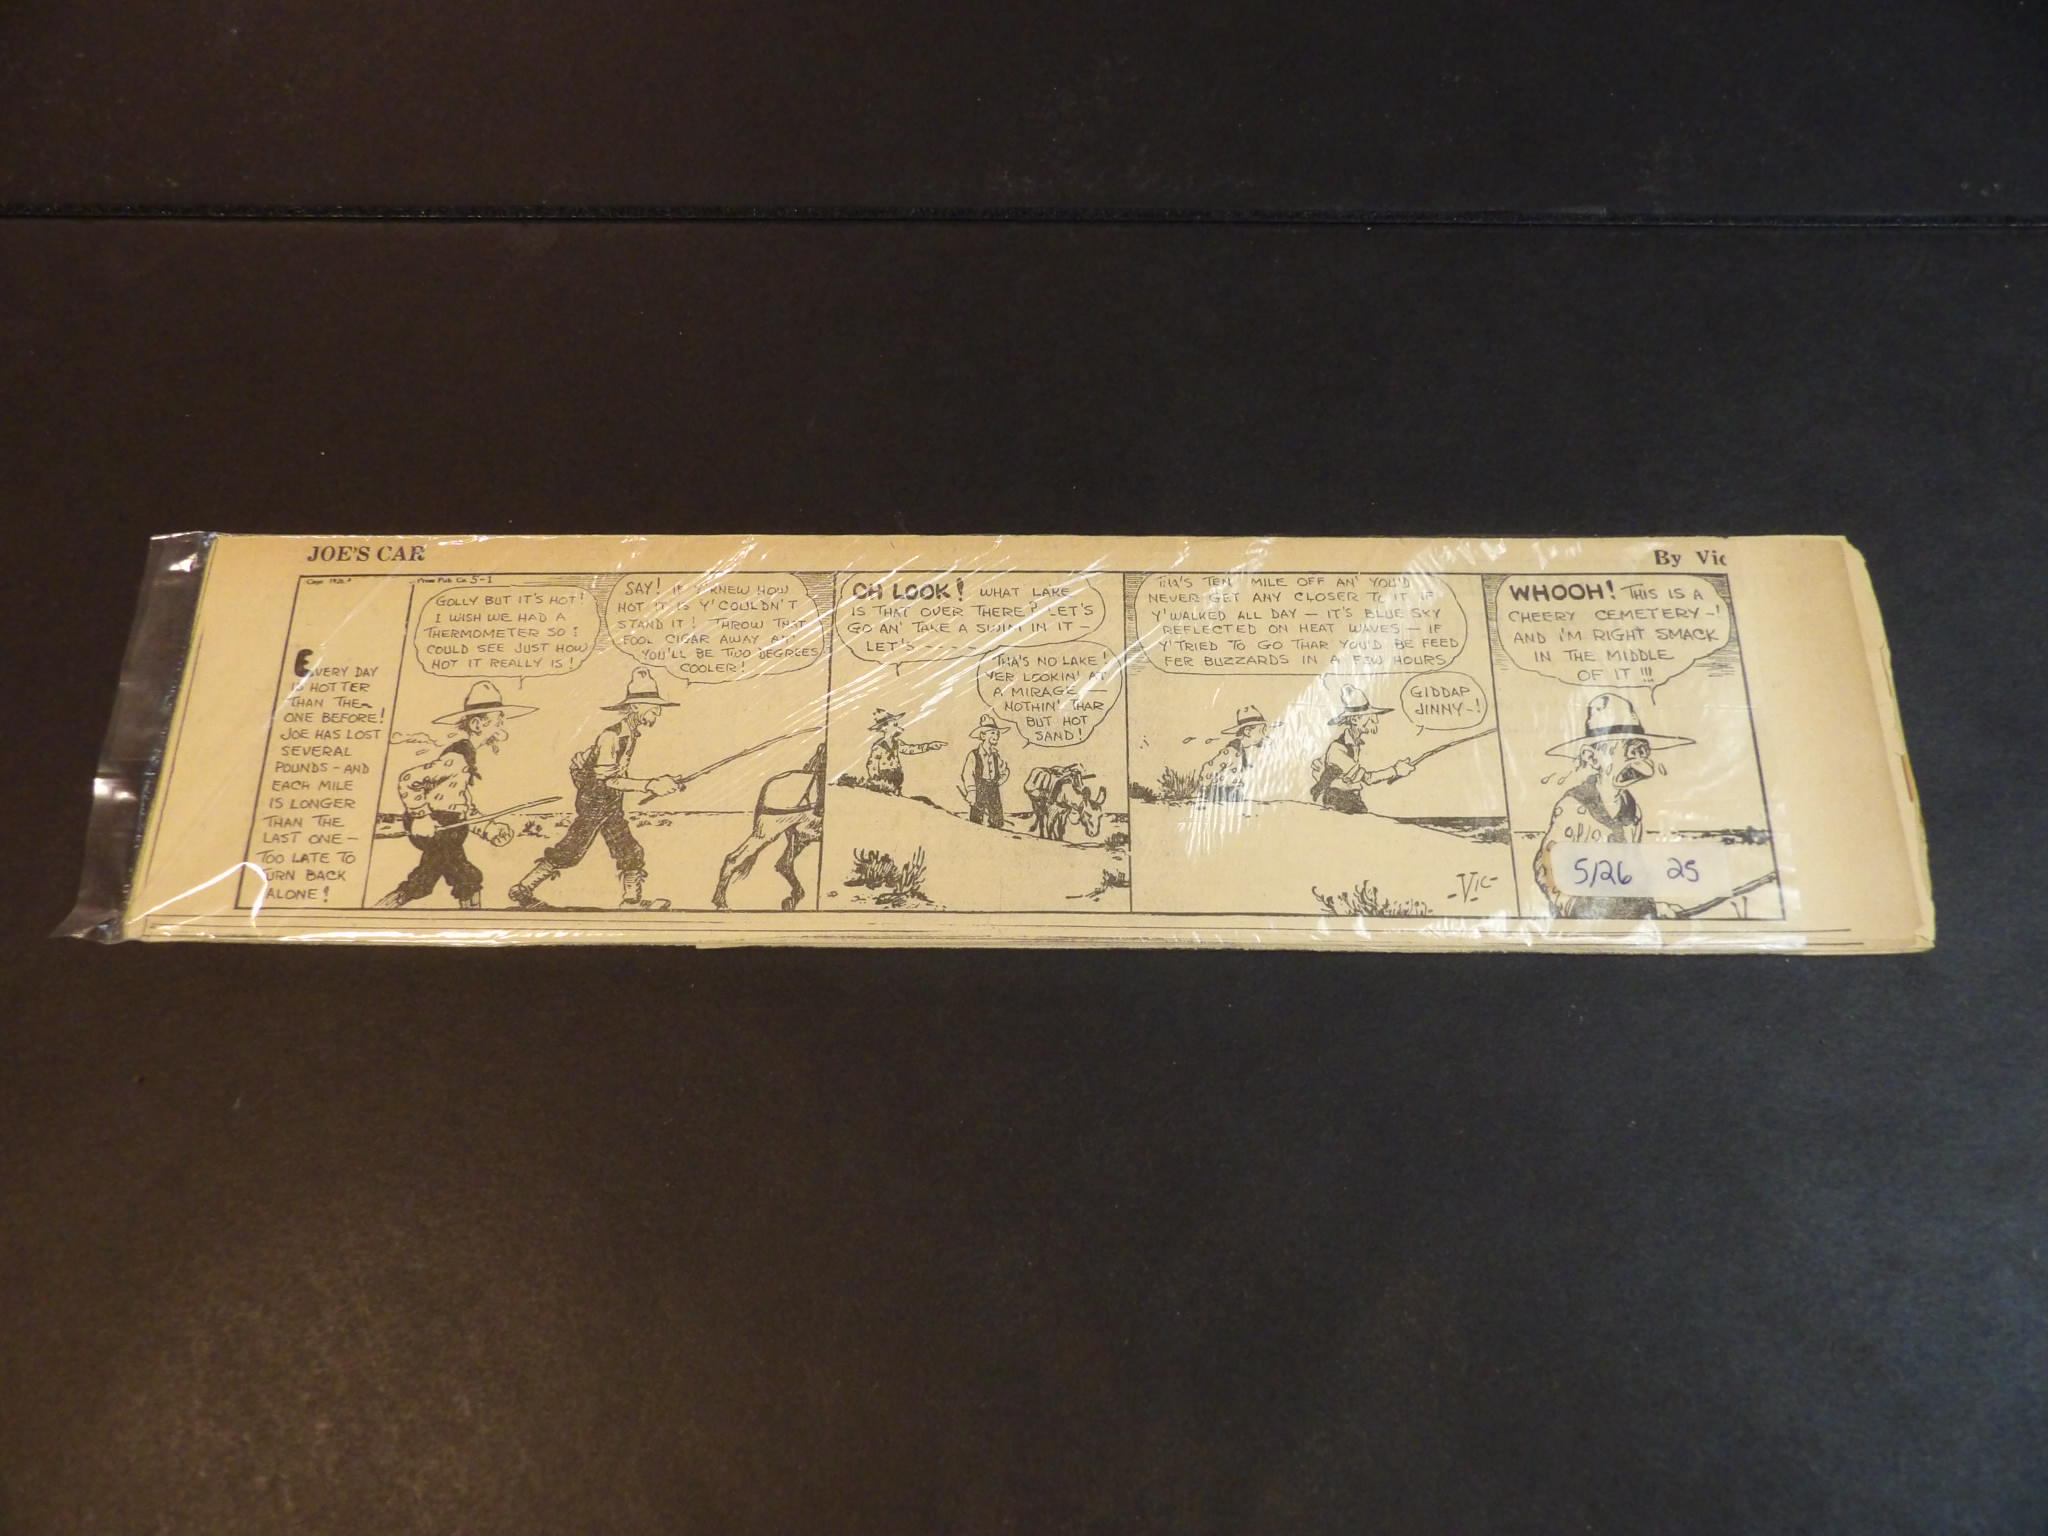 JOE'S CAR
By Vic
Copr. 1926
Press Pub. Co. 5-1
EVERY DAY
IS HOTTER
THAN THE
ONE BEFORE!
JOE HAS LOST
SEVERAL
POUNDS - AND
EACH MILE
IS LONGER
THAN THE
LAST ONE -
TOO LATE TO
TURN BACK
ALONE!
GOLLY BUT IT'S HOT!
I WISH WE HAD A
THERMOMETER SO I
COULD SEE JUST HOW
HOT IT REALLY IS!
SAY! IF Y'KNEW HOW
HOT IT IS Y'COULDN'T
STAND IT! THROW THAT
FOOL CIGAR AWAY AN'
YOU'LL BE TWO DEGREES
COOLER!
OH LOOK! WHAT LAKE
IS THAT OVER THERE? LET'S
GO AN' TAKE A SWIM IN IT -
LET'S - - - -
THA'S NO LAKE!
YER LOOKIN' AT
A MIRAGE -
NOTHIN' THAR
BUT HOT
SAND!
THA'S TEN MILE OFF AN' YOU'D
NEVER GET ANY CLOSER TO IT IF
Y'WALKED ALL DAY - IT'S BLUE SKY
REFLECTED ON HEAT WAVES - IF
Y'TRIED TO GO THAR YOU'D BE FEED
FER BUZZARDS IN A FEW HOURS
GIDDAP
JINNY -!
-VIC-
WHOOH! THIS IS A
CHEERY CEMETERY -!
AND I'M RIGHT SMACK
IN THE MIDDLE
OF IT!!!
5/26 25